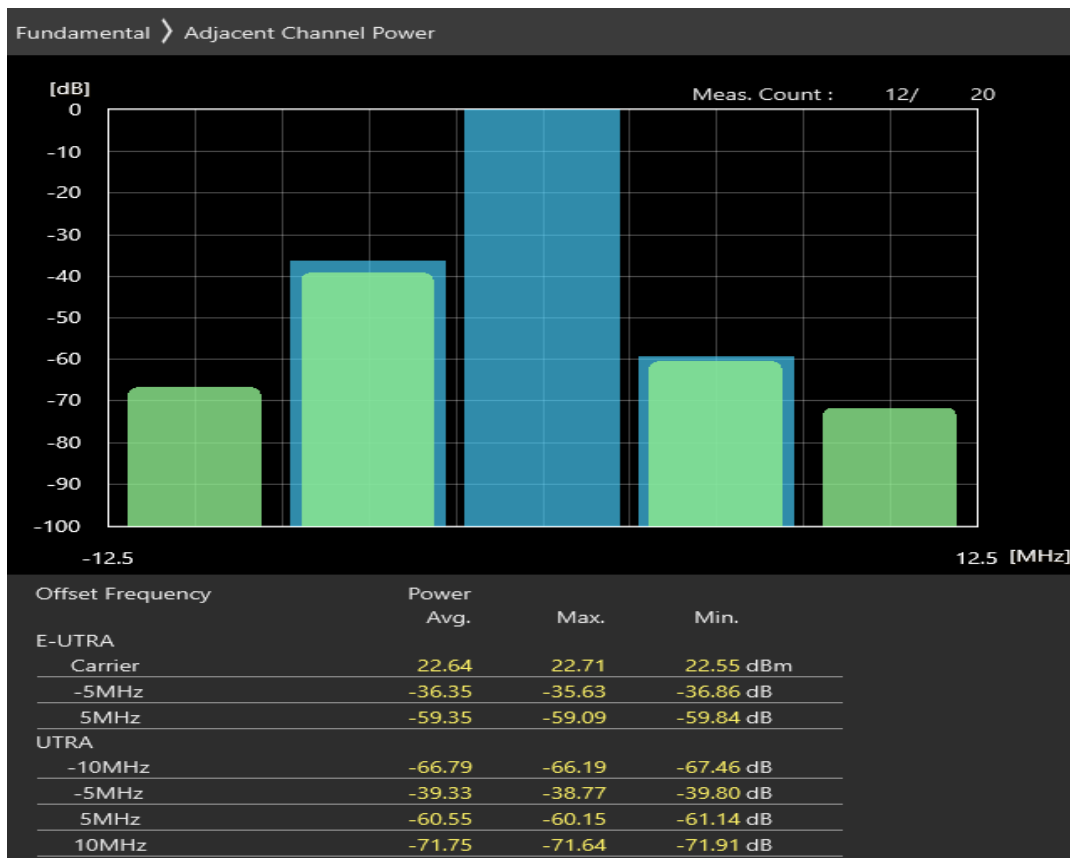 Fundamental 〉 Adjacent Channel Power
[dB]
Meas. Count : 12/ 20
0
-10
-20
-30
-40
-50
-60
-70
-80
-90
-100
-12.5 12.5 [MHz]
Offset Frequency Power
Avg. Max. Min.
E-UTRA
Carrier 22.64 22.71 22.55 dBm
-5MHz -36.35 -35.63 -36.86 dB
5MHz -59.35 -59.09 -59.84 dB
UTRA
-10MHz -66.79 -66.19 -67.46 dB
-5MHz -39.33 -38.77 -39.80 dB
5MHz -60.55 -60.15 -61.14 dB
10MHz -71.75 -71.64 -71.91 dB